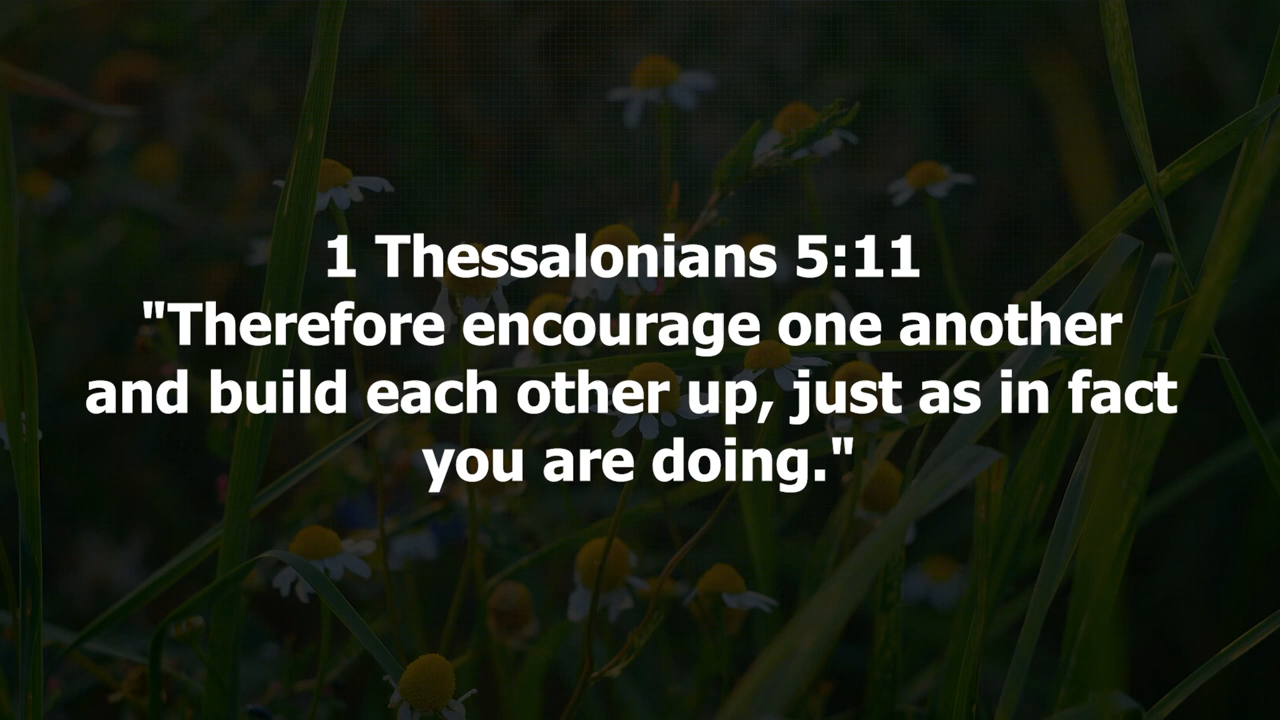 1 Thessalonians 5:11
"Therefore encourage one another
and build each other up, just as in fact
you are doing."